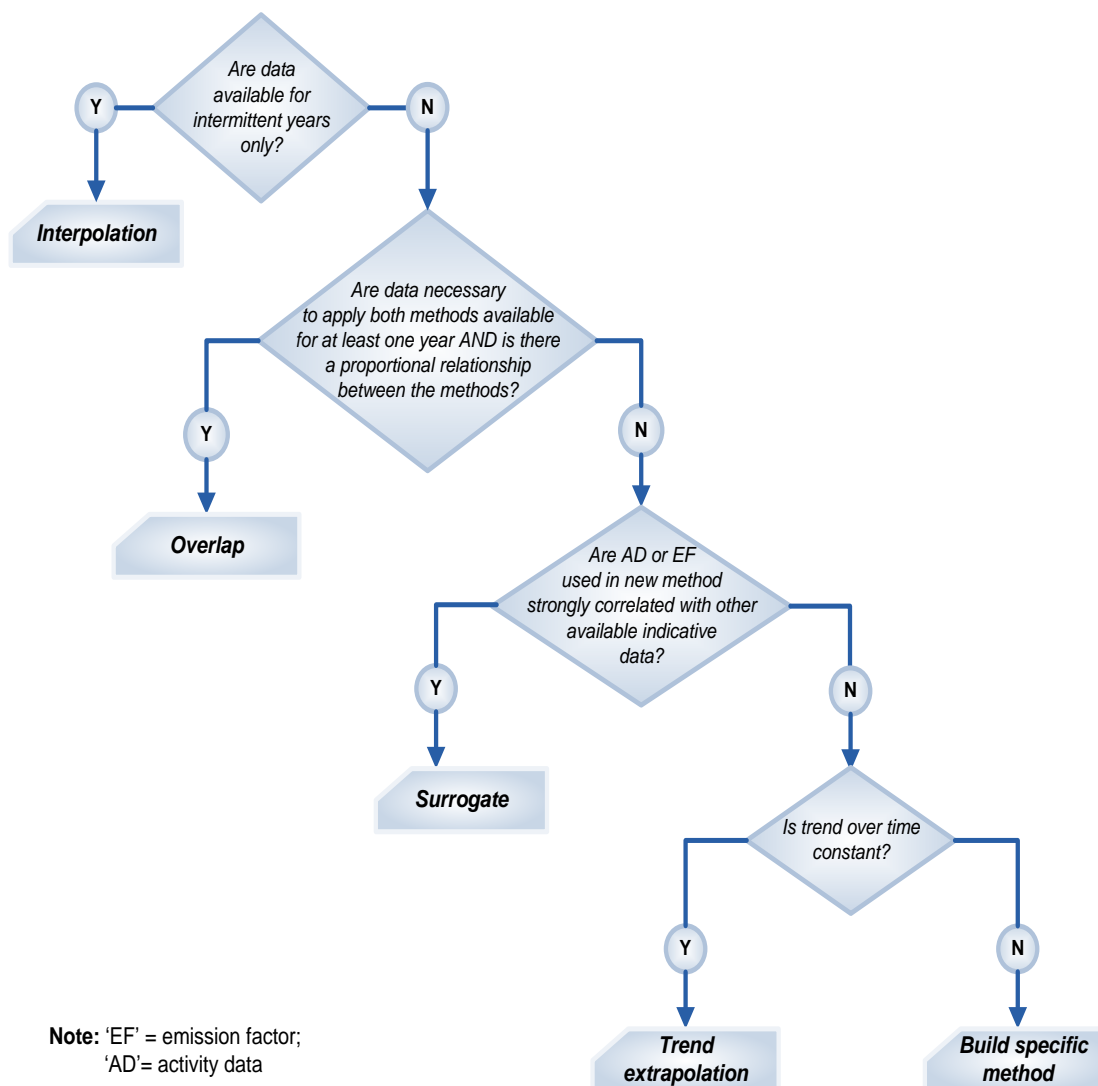 Are data
available for
intermittent years
only?
Y
N
Interpolation
Are data necessary
to apply both methods available
for at least one year AND is there
a proportional relationship
between the methods?
Y
N
Overlap
Are AD or EF
used in new method
strongly correlated with other
available indicative
data?
Y
N
Surrogate
Is trend over time
constant?
Y
N
Trend
extrapolation
Build specific
method
Note: ‘EF’ = emission factor;
‘AD’= activity data